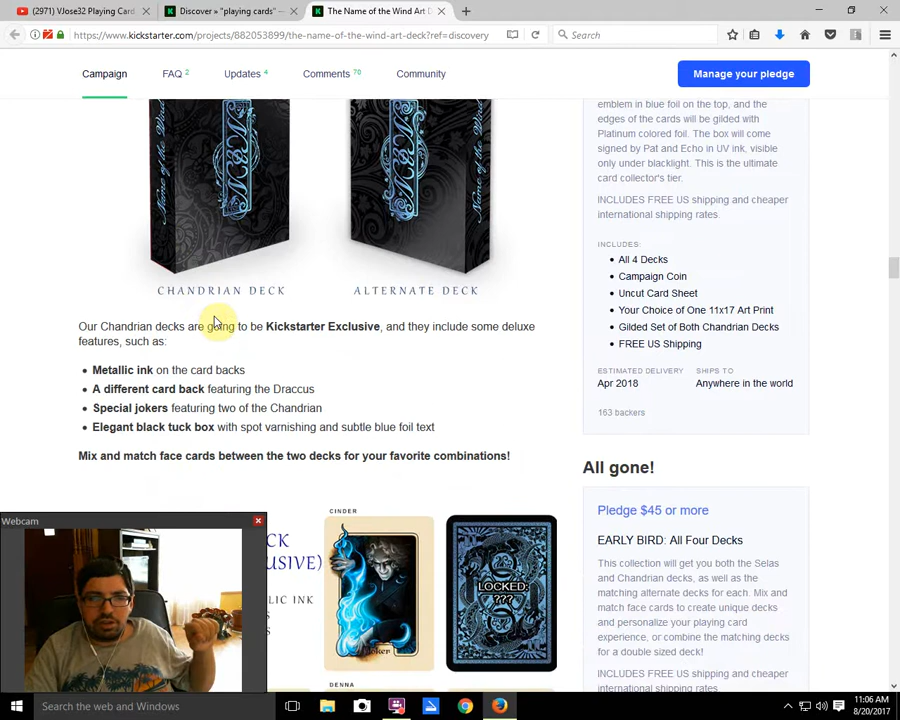 (2971) VJose32 Playing Card
Discover » "playing cards" —
The Name of the Wind Art D
https://www.kickstarter.com/projects/882053899/the-name-of-the-wind-art-deck?ref=discovery
Search
Campaign
FAQ 2
Updates 4
Comments 70
Community
Manage your pledge
CHANDRIAN DECK
ALTERNATE DECK
Our Chandrian decks are going to be Kickstarter Exclusive, and they include some deluxe
features, such as:
Metallic ink on the card backs
A different card back featuring the Draccus
Special jokers featuring two of the Chandrian
Elegant black tuck box with spot varnishing and subtle blue foil text
Mix and match face cards between the two decks for your favorite combinations!
CINDER
LOCKED:
???
Joker
DENNA
emblem in blue foil on the top, and the
edges of the cards will be gilded with
Platinum colored foil. The box will come
signed by Pat and Echo in UV ink, visible
only under blacklight. This is the ultimate
card collector's tier.
INCLUDES FREE US shipping and cheaper
international shipping rates.
INCLUDES:
All 4 Decks
Campaign Coin
Uncut Card Sheet
Your Choice of One 11x17 Art Print
Gilded Set of Both Chandrian Decks
FREE US Shipping
ESTIMATED DELIVERY
Apr 2018
SHIPS TO
Anywhere in the world
163 backers
All gone!
Pledge $45 or more
EARLY BIRD: All Four Decks
This collection will get you both the Selas
and Chandrian decks, as well as the
matching alternate decks for each. Mix and
match face cards to create unique decks
and personalize your playing card
experience, or combine the matching decks
for a double sized deck!
INCLUDES FREE US shipping and cheaper
international shipping rates.
Webcam
Search the web and Windows
11:06 AM
8/20/2017